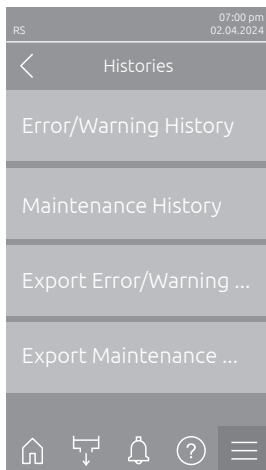 07:00 pm
RS 02.04.2024
Histories
Error/Warning History
Maintenance History
Export Error/Warning ...
Export Maintenance ...
?